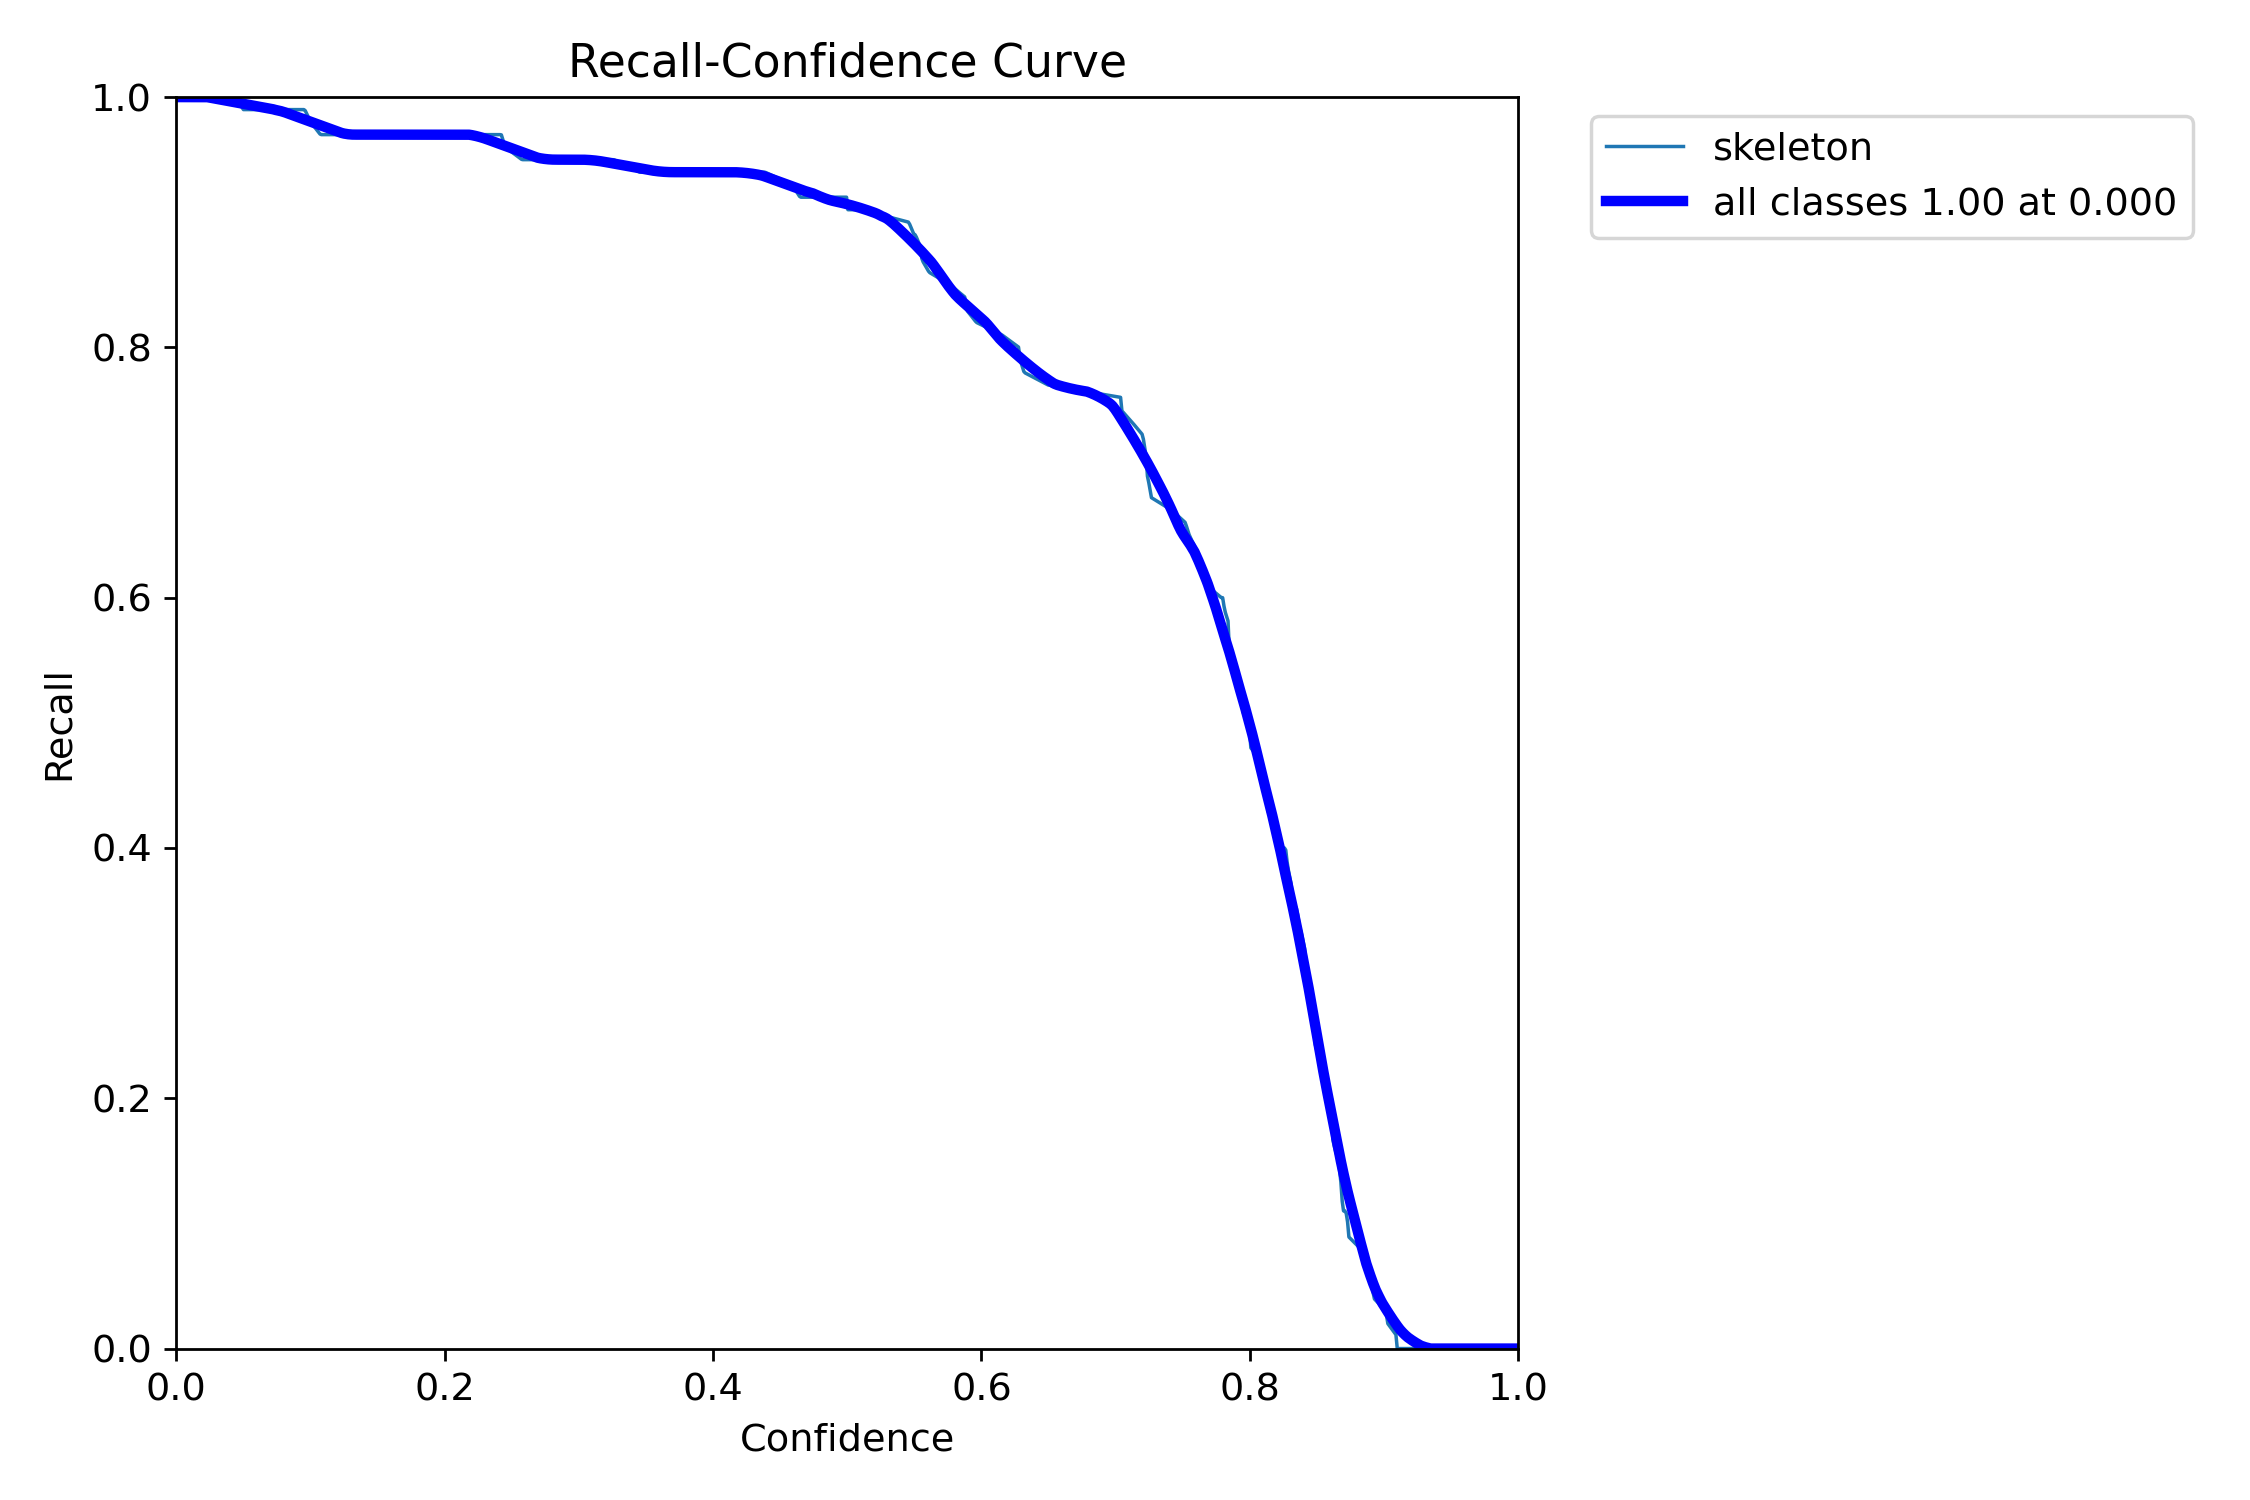 Recall-Confidence Curve
1.0
0.8
0.6
0.4
0.2
0.0
Recall
0.0 0.2 0.4 0.6 0.8 1.0
Confidence
skeleton
all classes 1.00 at 0.000